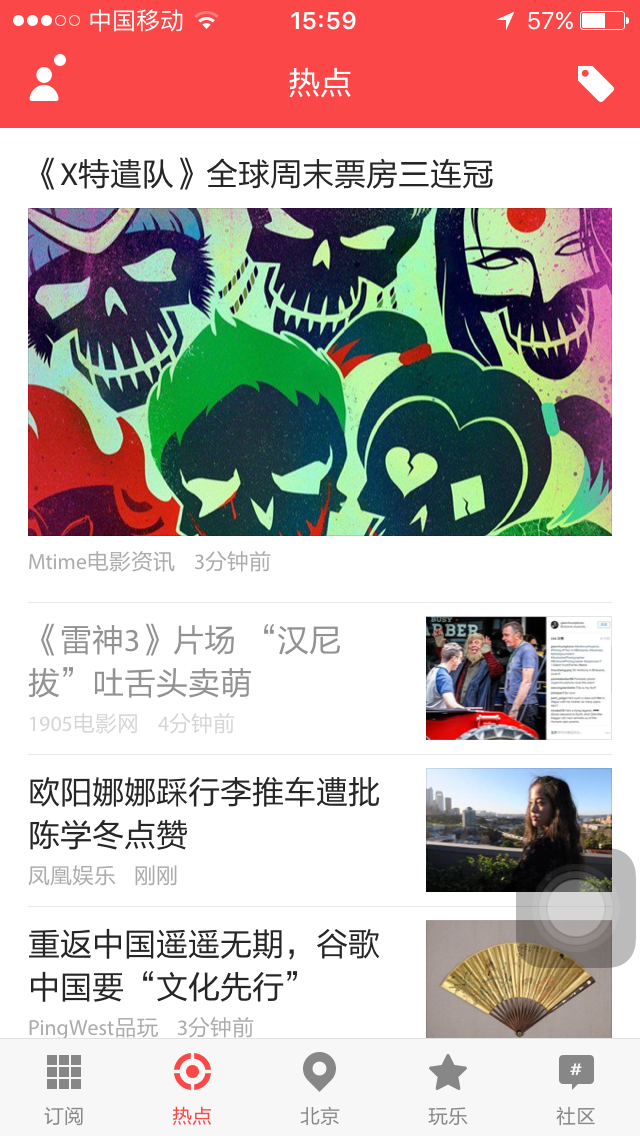 中国移动 15:59 57%
热点
《X特遣队》全球周末票房三连冠
Mtime电影资讯 3分钟前
《雷神3》片场 “汉尼
拔”吐舌头卖萌
1905电影网 4分钟前
欧阳娜娜踩行李推车遭批
陈学冬点赞
凤凰娱乐 刚刚
重返中国遥遥无期，谷歌
中国要“文化先行”
PingWest品玩 3分钟前
订阅 热点 北京 玩乐 社区